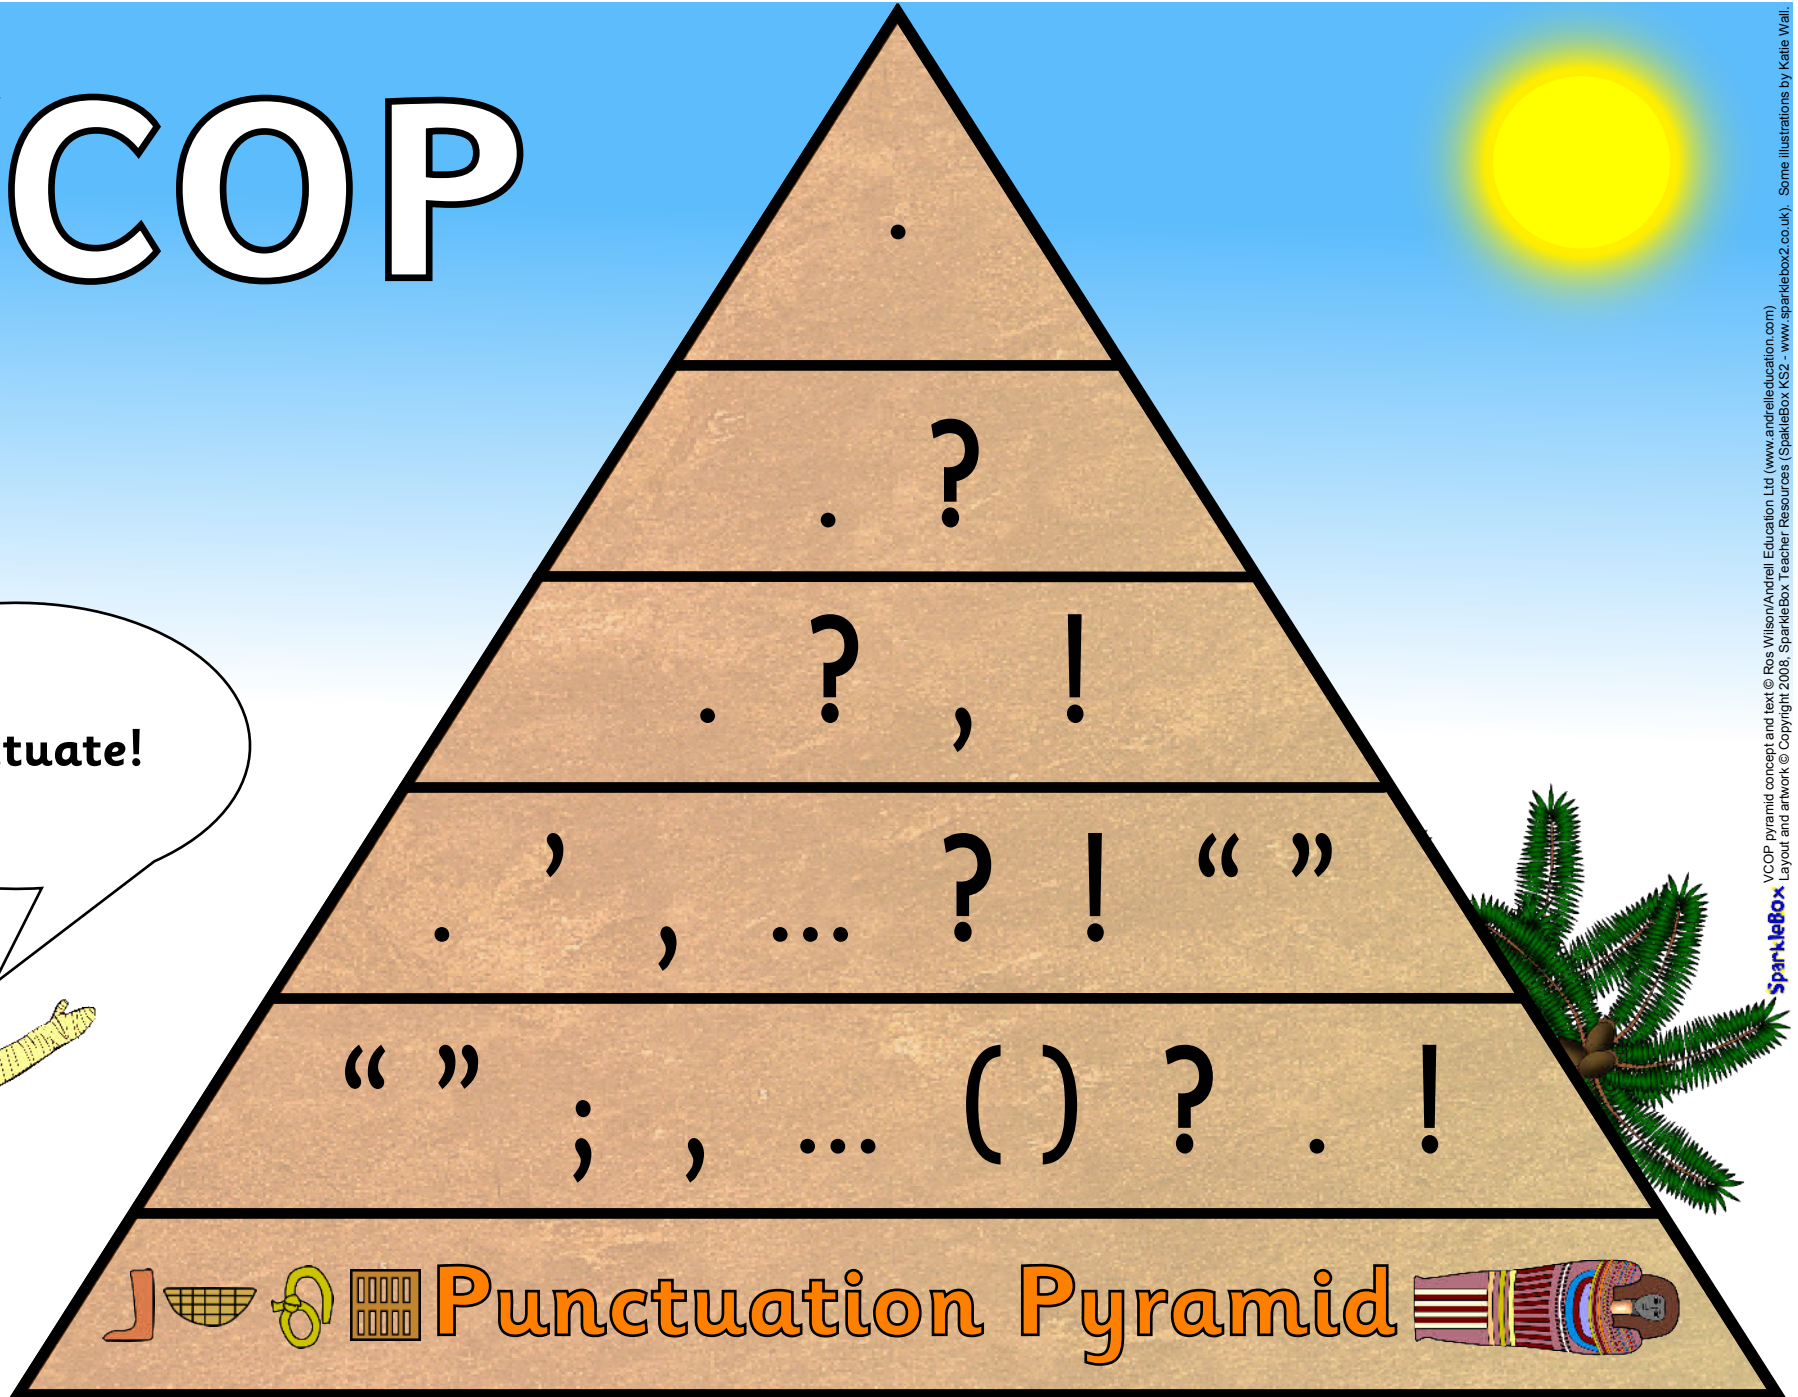 COP
.
. ?
. ? , !
. ’ , ... ? ! “ ”
“ ” ; , ... ( ) ? . !
tuate!
Punctuation Pyramid
VCOP pyramid concept and text © Ros Wilson/Andrell Education Ltd (www.andrelleducation.com)
Layout and artwork © Copyright 2008, SparkleBox Teacher Resources (SpakleBox KS2 - www.sparklebox2.co.uk). Some illustrations by Katie Wall.
SparkleBox